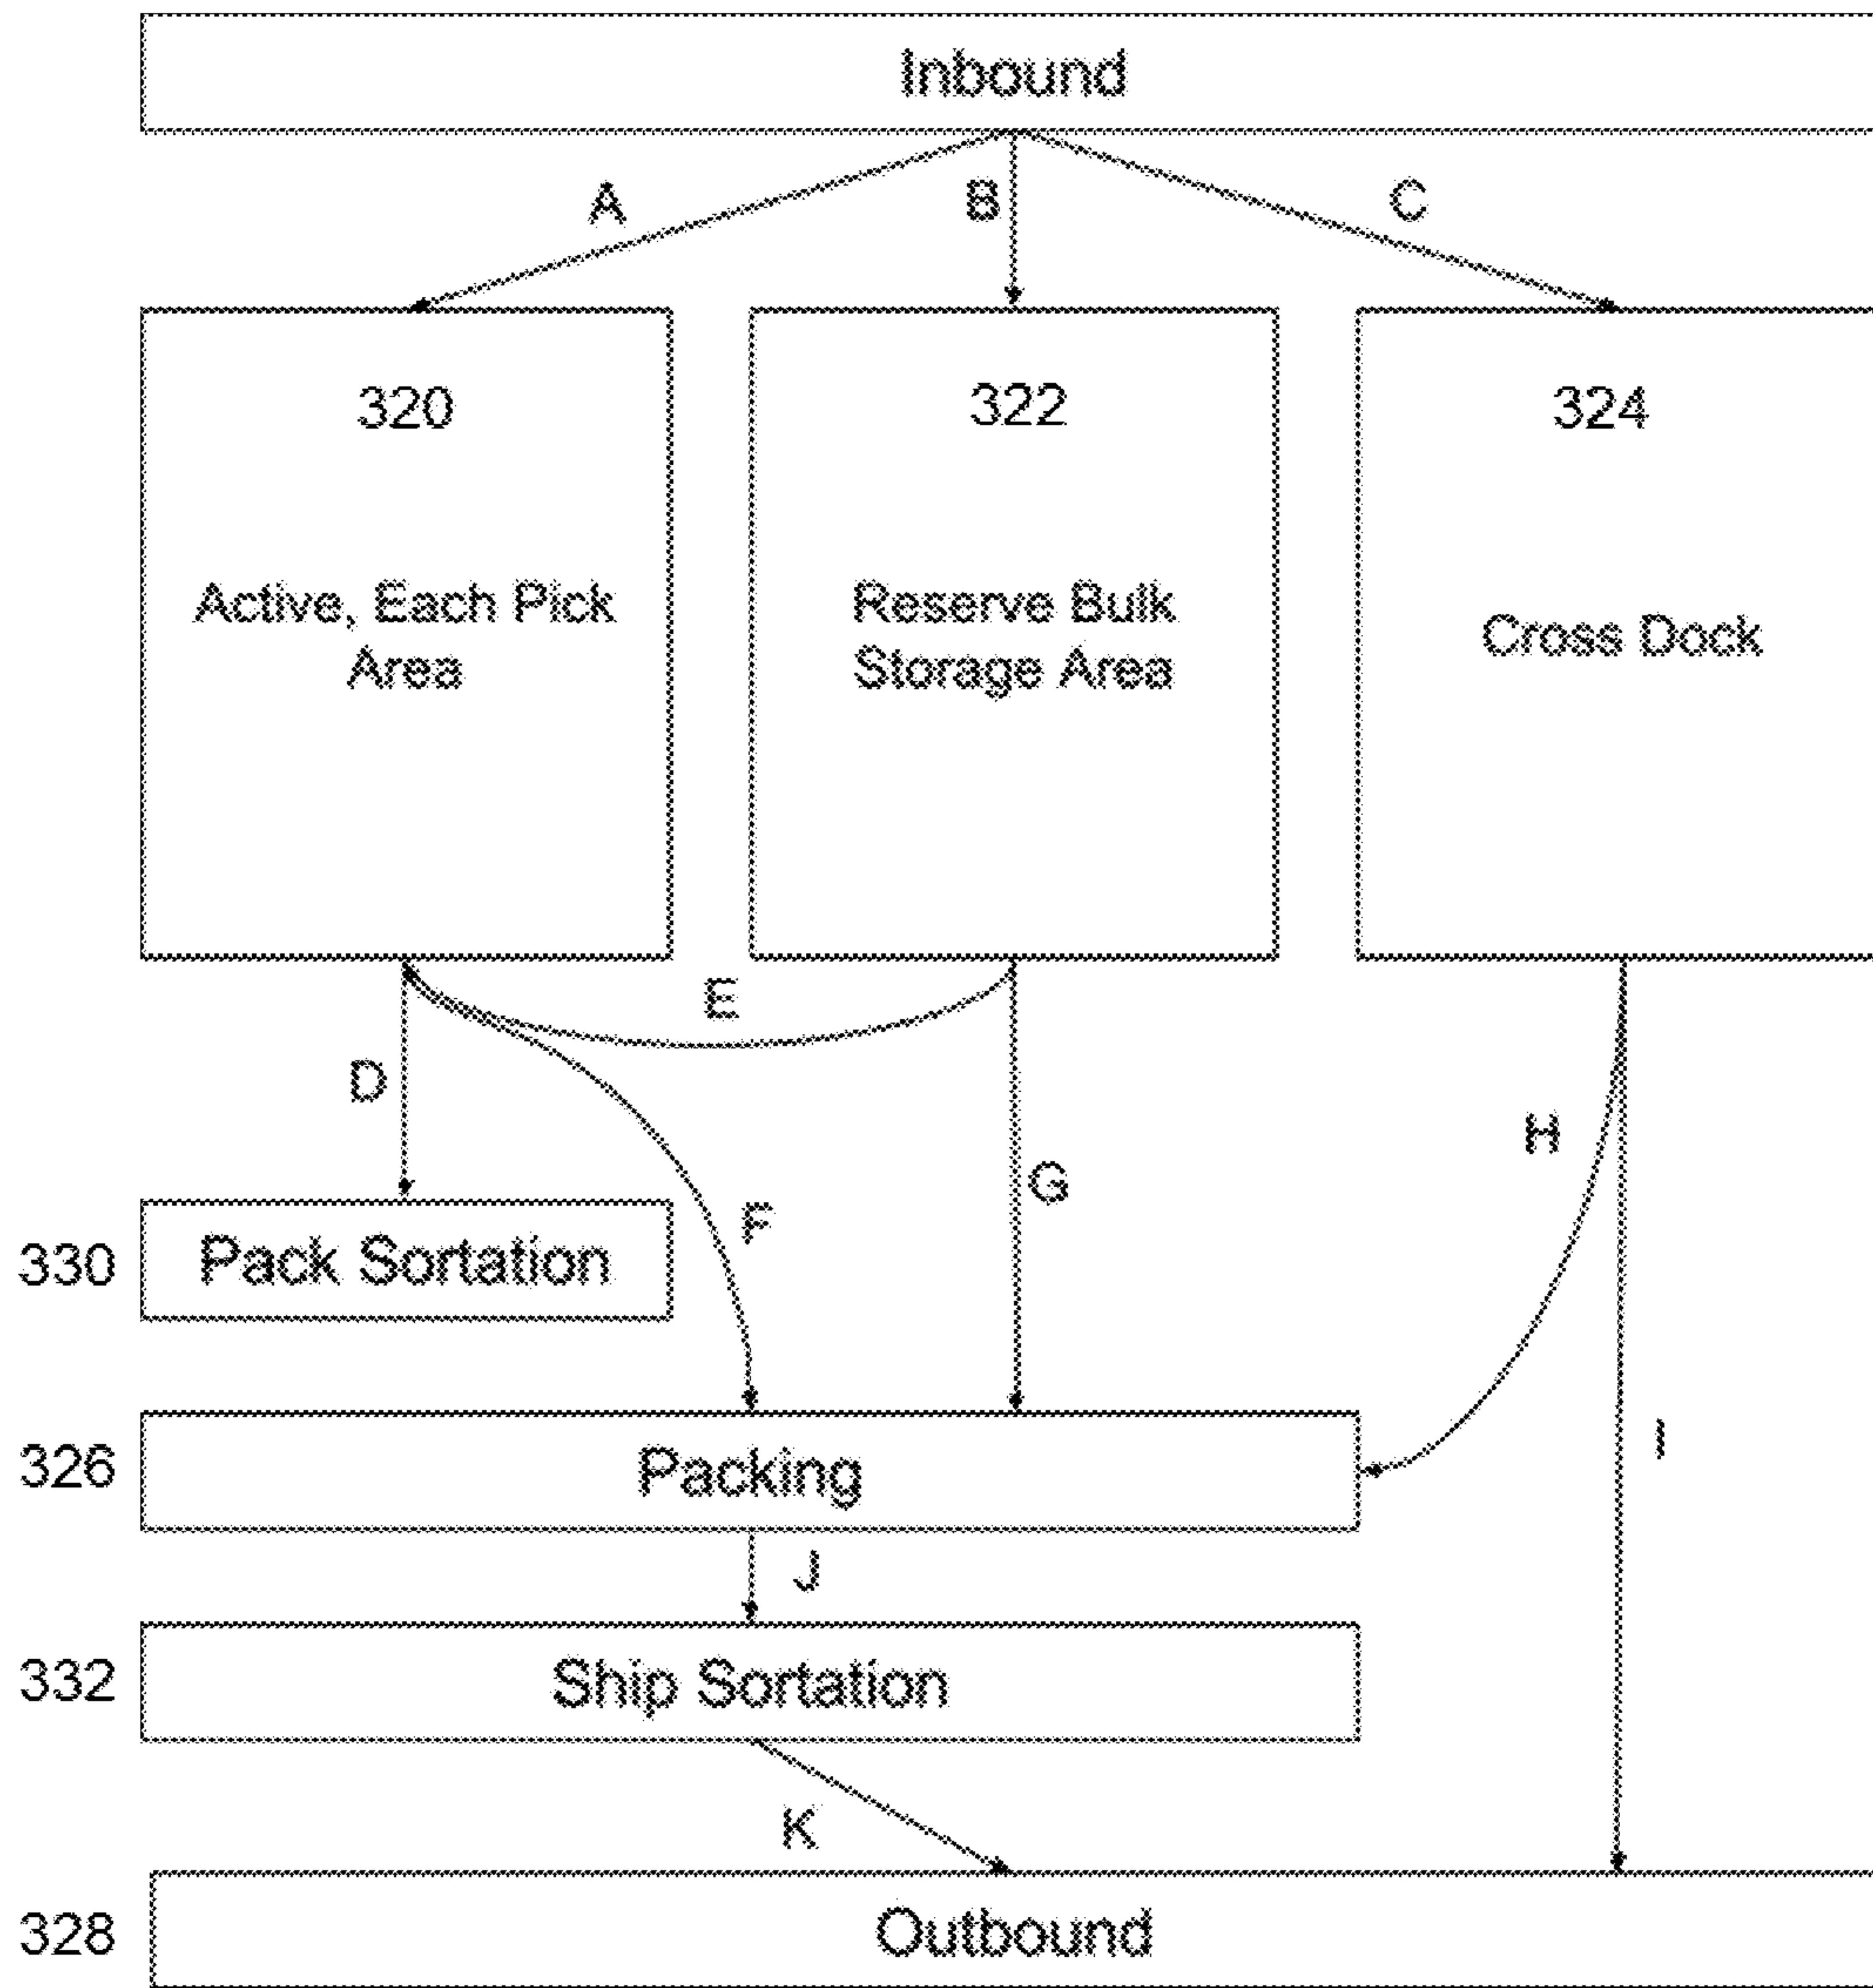 Inbound
A
B
C
320
322
324
Active, Each Pick
Area
Reserve Bulk
Storage Area
Cross Dock
E
D
H
G
F
330
Pack Sortation
I
326
Packing
J
332
Ship Sortation
K
328
Outbound